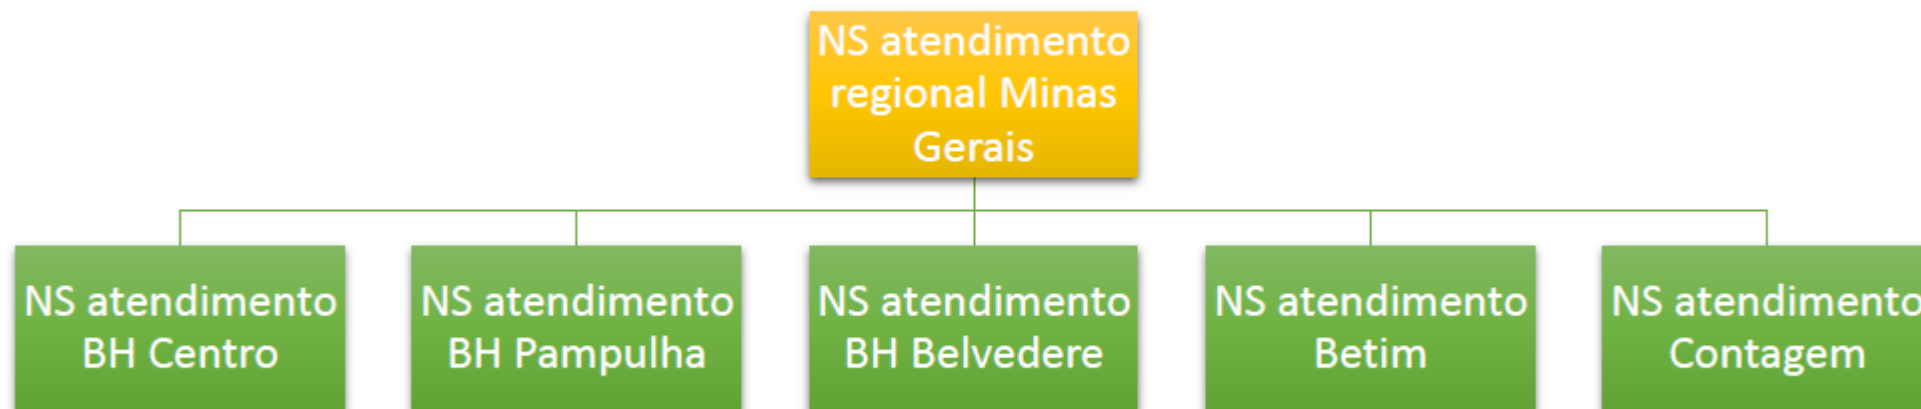 NS atendimento
regional Minas
Gerais
NS atendimento
BH Centro
NS atendimento
BH Pampulha
NS atendimento
BH Belvedere
NS atendimento
Betim
NS atendimento
Contagem